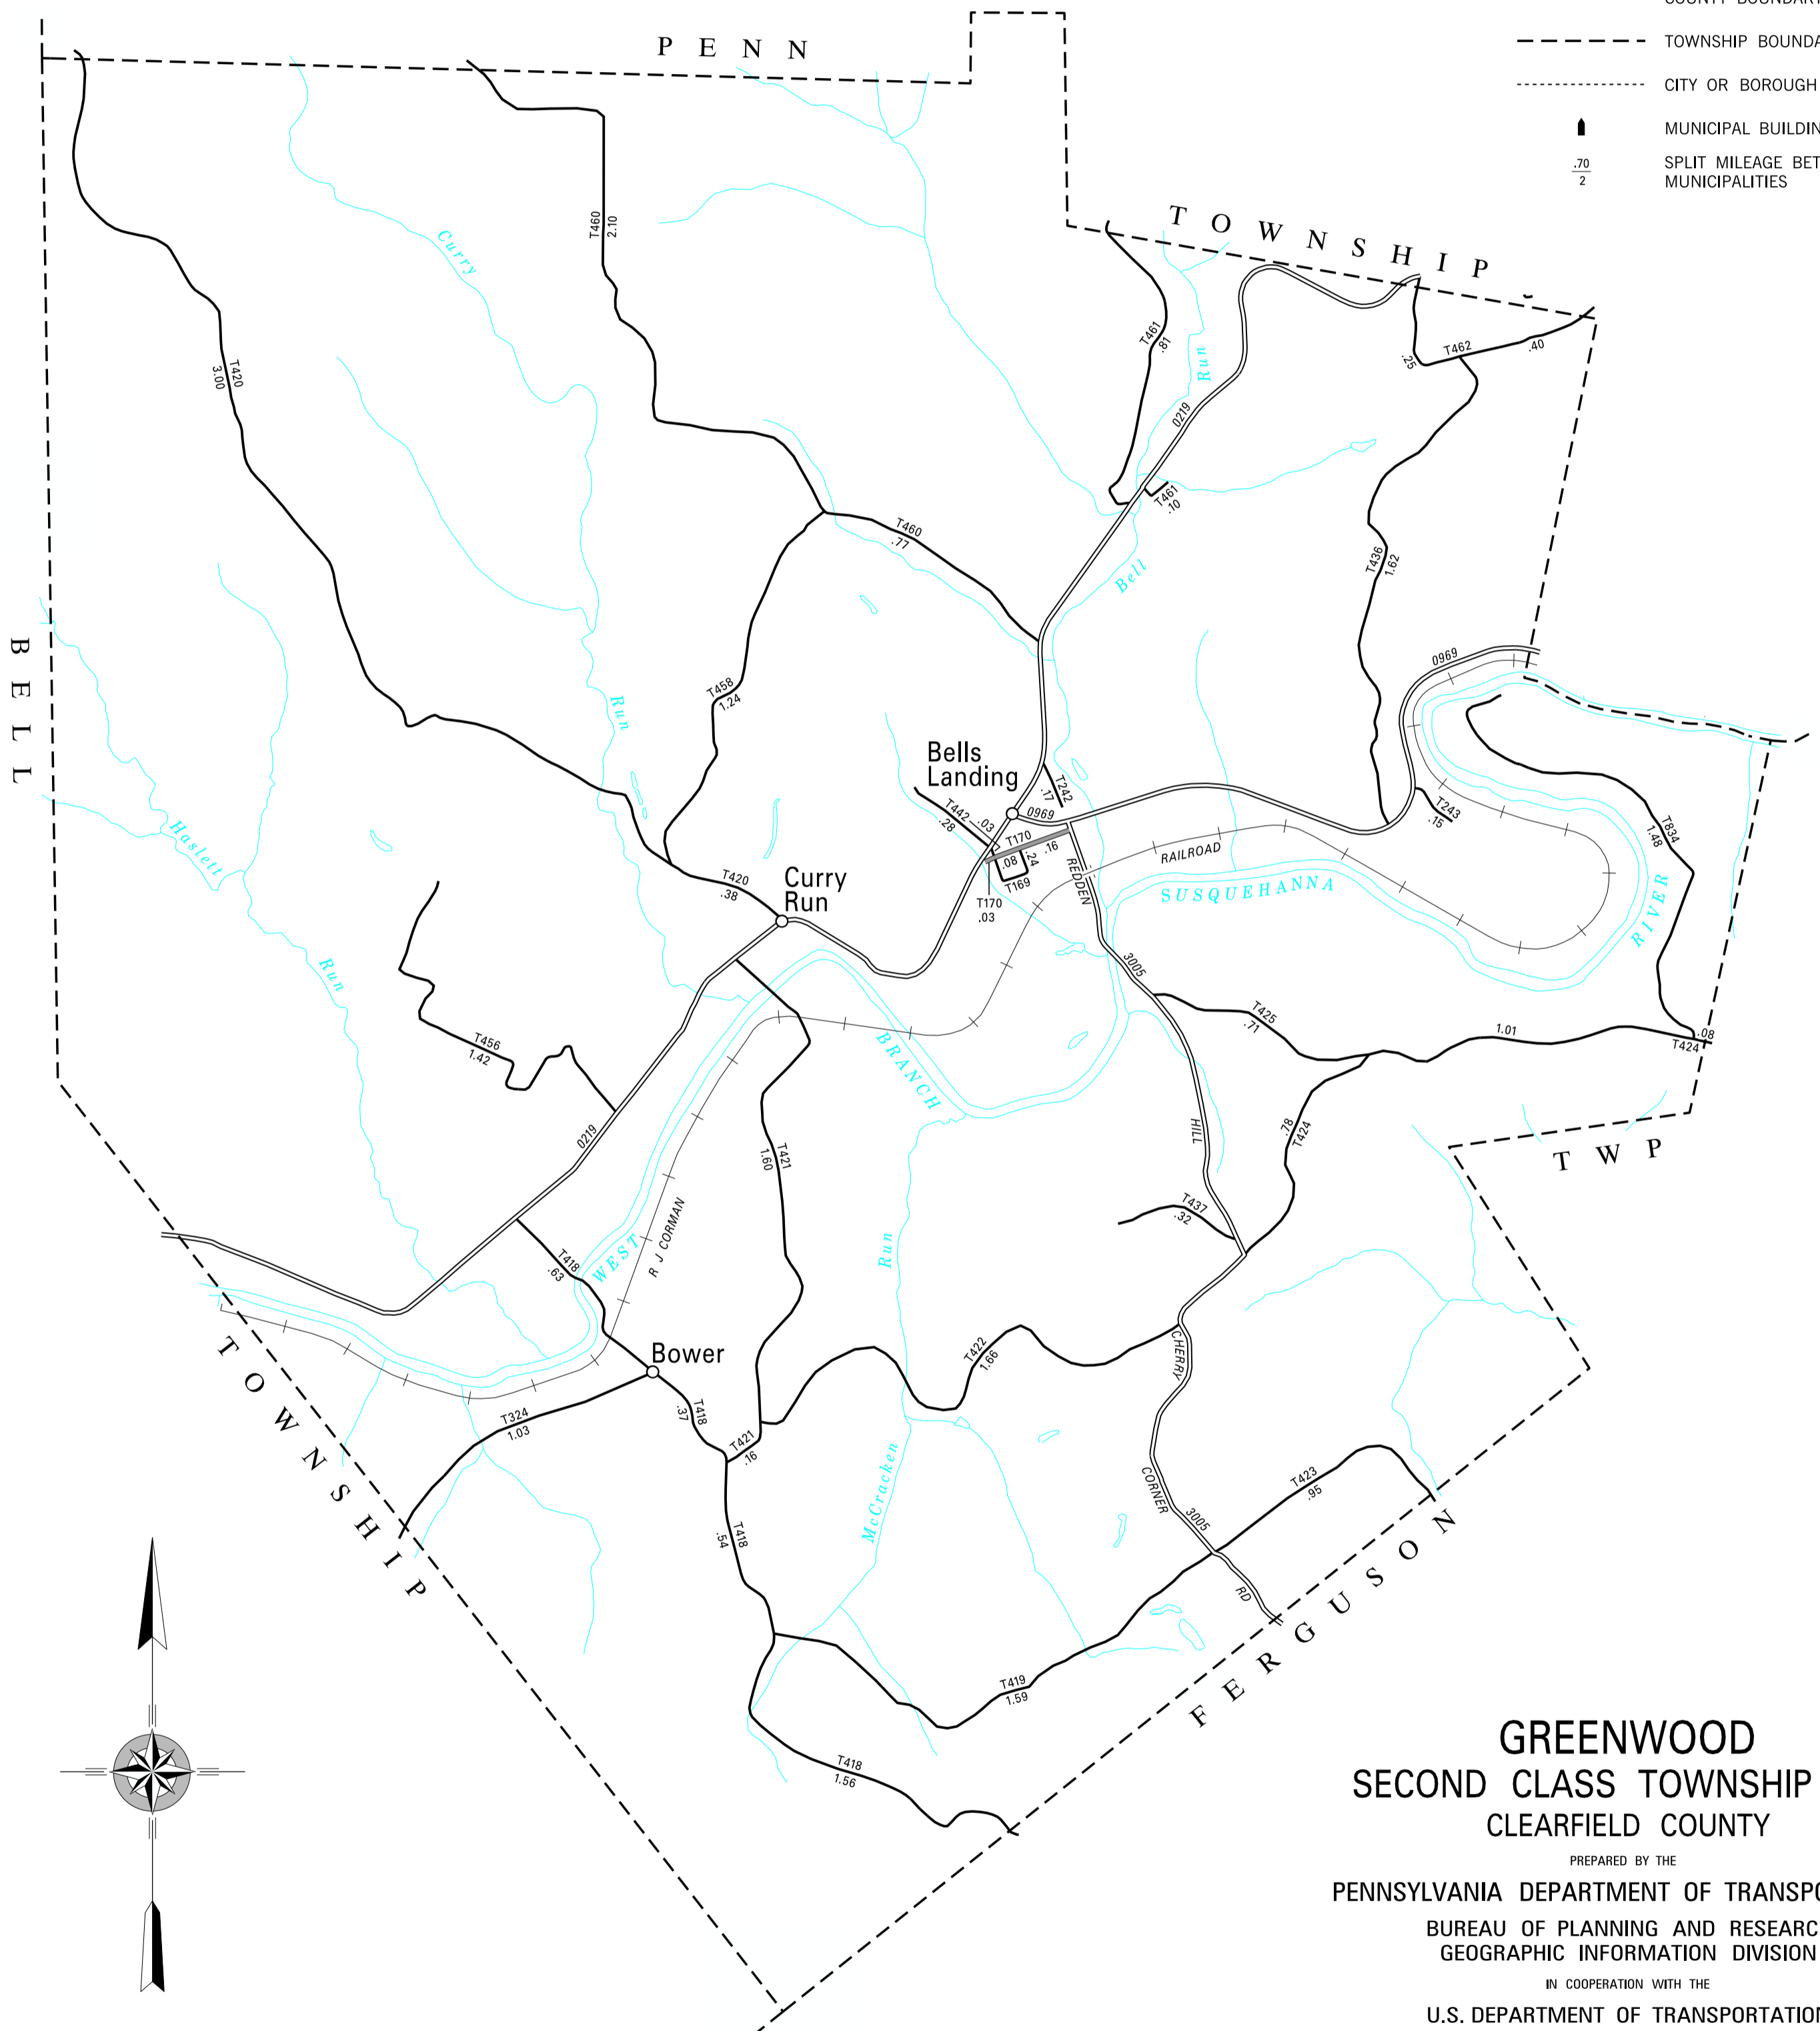 COUNTY BOUNDARY
TOWNSHIP BOUNDA
CITY OR BOROUGH
MUNICIPAL BUILDIN
.70
2
SPLIT MILEAGE BET
MUNICIPALITIES
PENN
TOWNSHIP
T460
2.10
Curry
T461
.81
Run
0219
T462
.25
.40
T420
3.00
T461
.10
T460
.77
T436
1.62
Bell
BELL
0969
T458
1.24
Run
Bells
Landing
T242
.17
0969
T442
.03
.28
T170
.16
.08
.24
T169
T170
.03
REDDEN
RAILROAD
T243
.15
T834
1.48
Haslett
T420
.38
Curry
Run
SUSQUEHANNA
RIVER
Run
3005
T425
.71
1.01
.08
T424
T456
1.42
BRANCH
0219
T421
1.60
HILL
.78
T424
TWP
R J CORMAN
T437
.32
WEST
Run
T418
.63
Bower
T422
1.66
CHERRY
TOWNSHIP
T324
1.03
T418
.37
T421
.16
McCracken
CORNER
T423
.95
3005
T418
.54
RD
FERGUSON
T419
1.59
T418
1.56
GREENWOOD
SECOND CLASS TOWNSHIP
CLEARFIELD COUNTY
PREPARED BY THE
PENNSYLVANIA DEPARTMENT OF TRANSPO
BUREAU OF PLANNING AND RESEARC
GEOGRAPHIC INFORMATION DIVISION
IN COOPERATION WITH THE
U.S. DEPARTMENT OF TRANSPORTATION